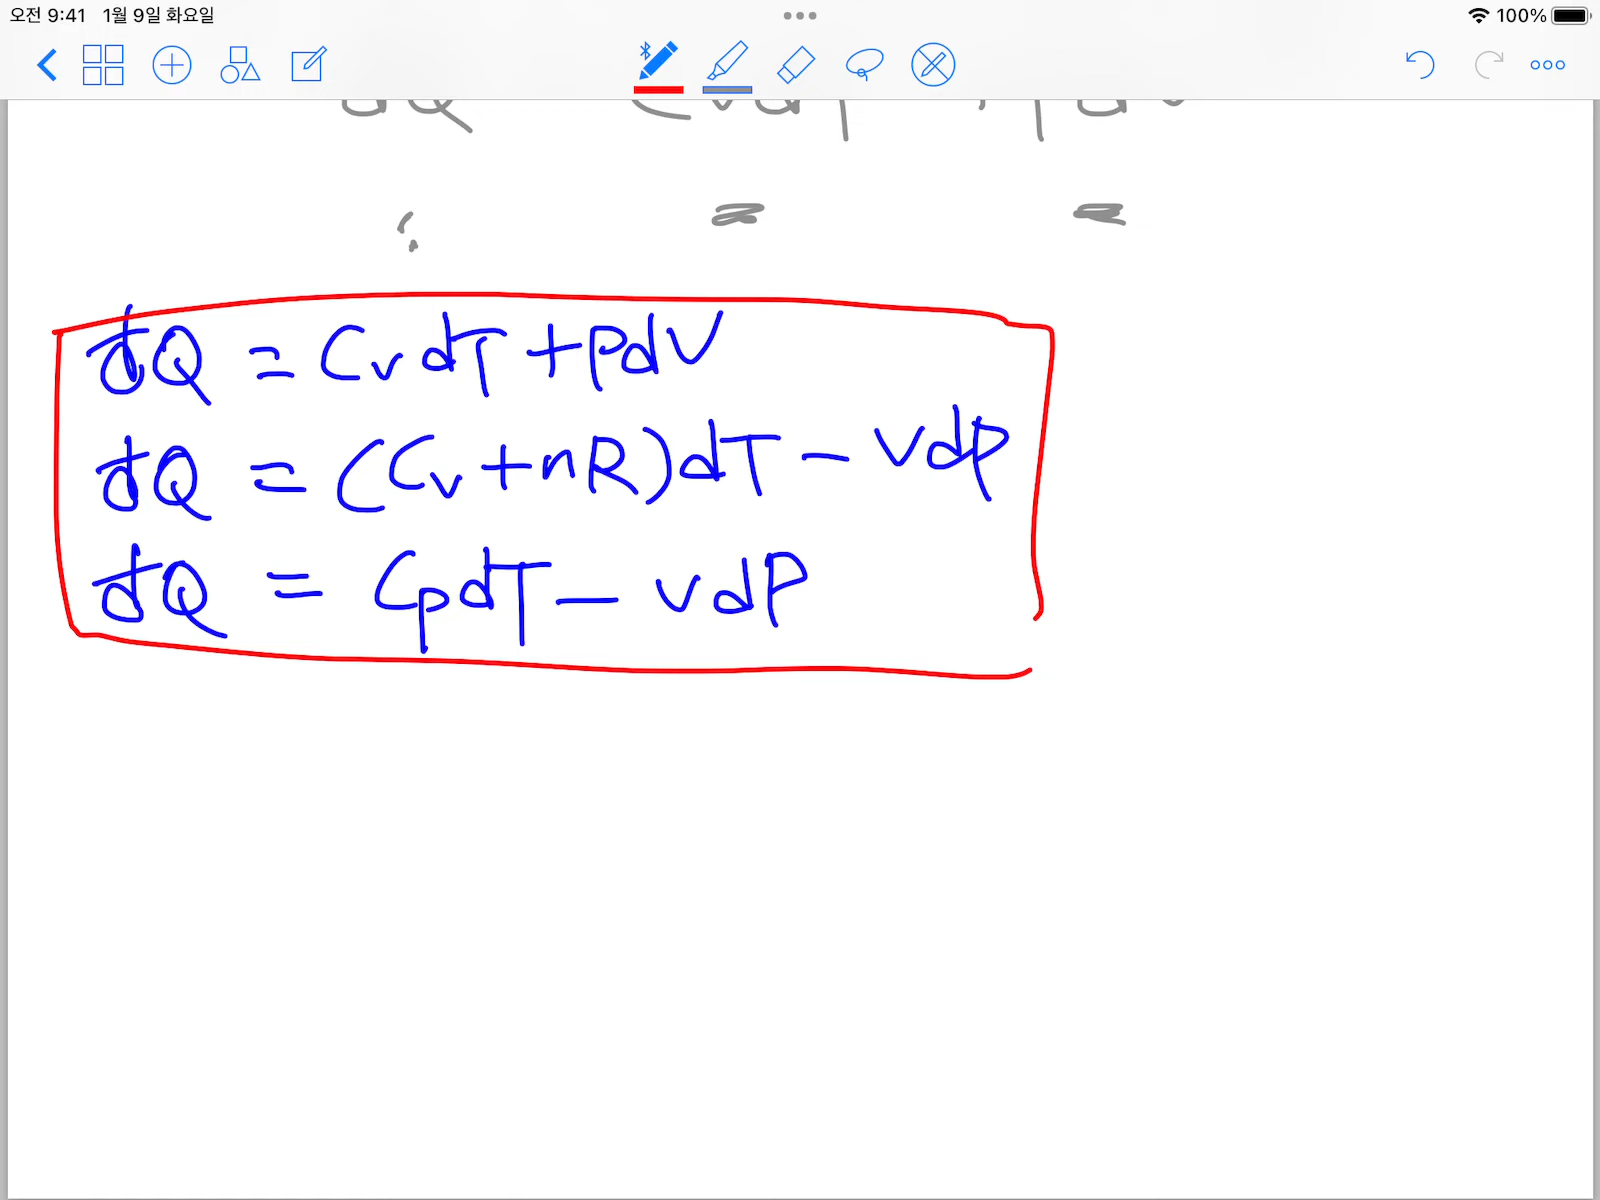 오전 9:41 1월 9일 화요일
100%
đQ = CvdT + PdV
đQ = (Cv + nR)dT - VdP
đQ = CpdT - VdP